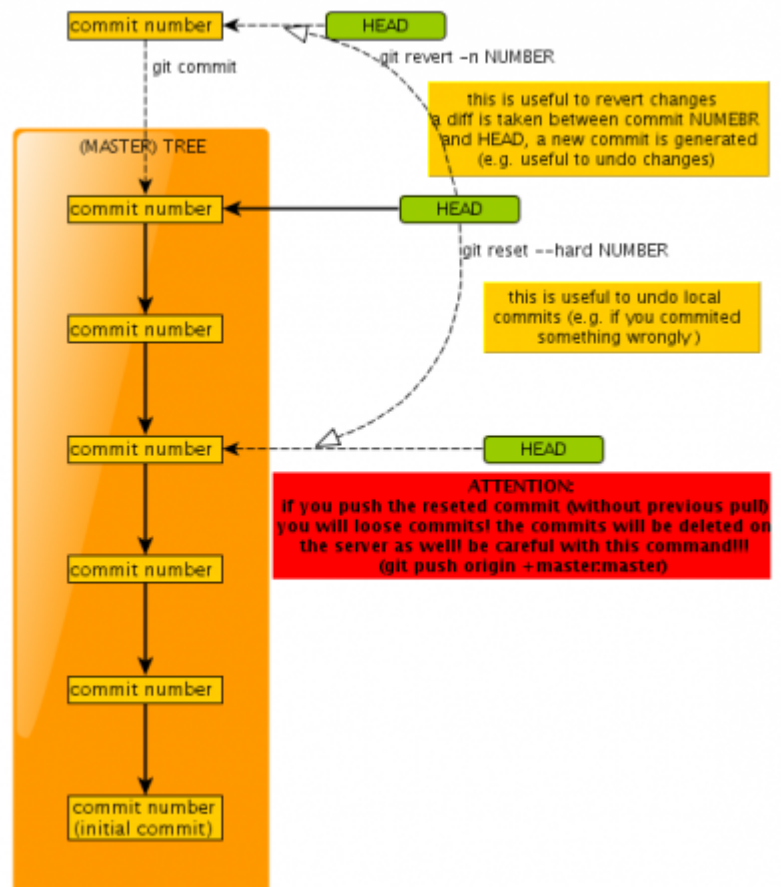 commit number
HEAD
git revert -n NUMBER
git commit
this is useful to revert changes
a diff is taken between commit NUMEBR
and HEAD, a new commit is generated
(e.g. useful to undo changes)
(MASTER) TREE
commit number
HEAD
git reset --hard NUMBER
this is useful to undo local
commits (e.g. if you commited
something wrongly)
commit number
commit number
HEAD
ATTENTION:
if you push the reseted commit (without previous pull)
you will loose commits! the commits will be deleted on
the server as well! be careful with this command!!!
(git push origin +master:master)
commit number
commit number
commit number
(initial commit)